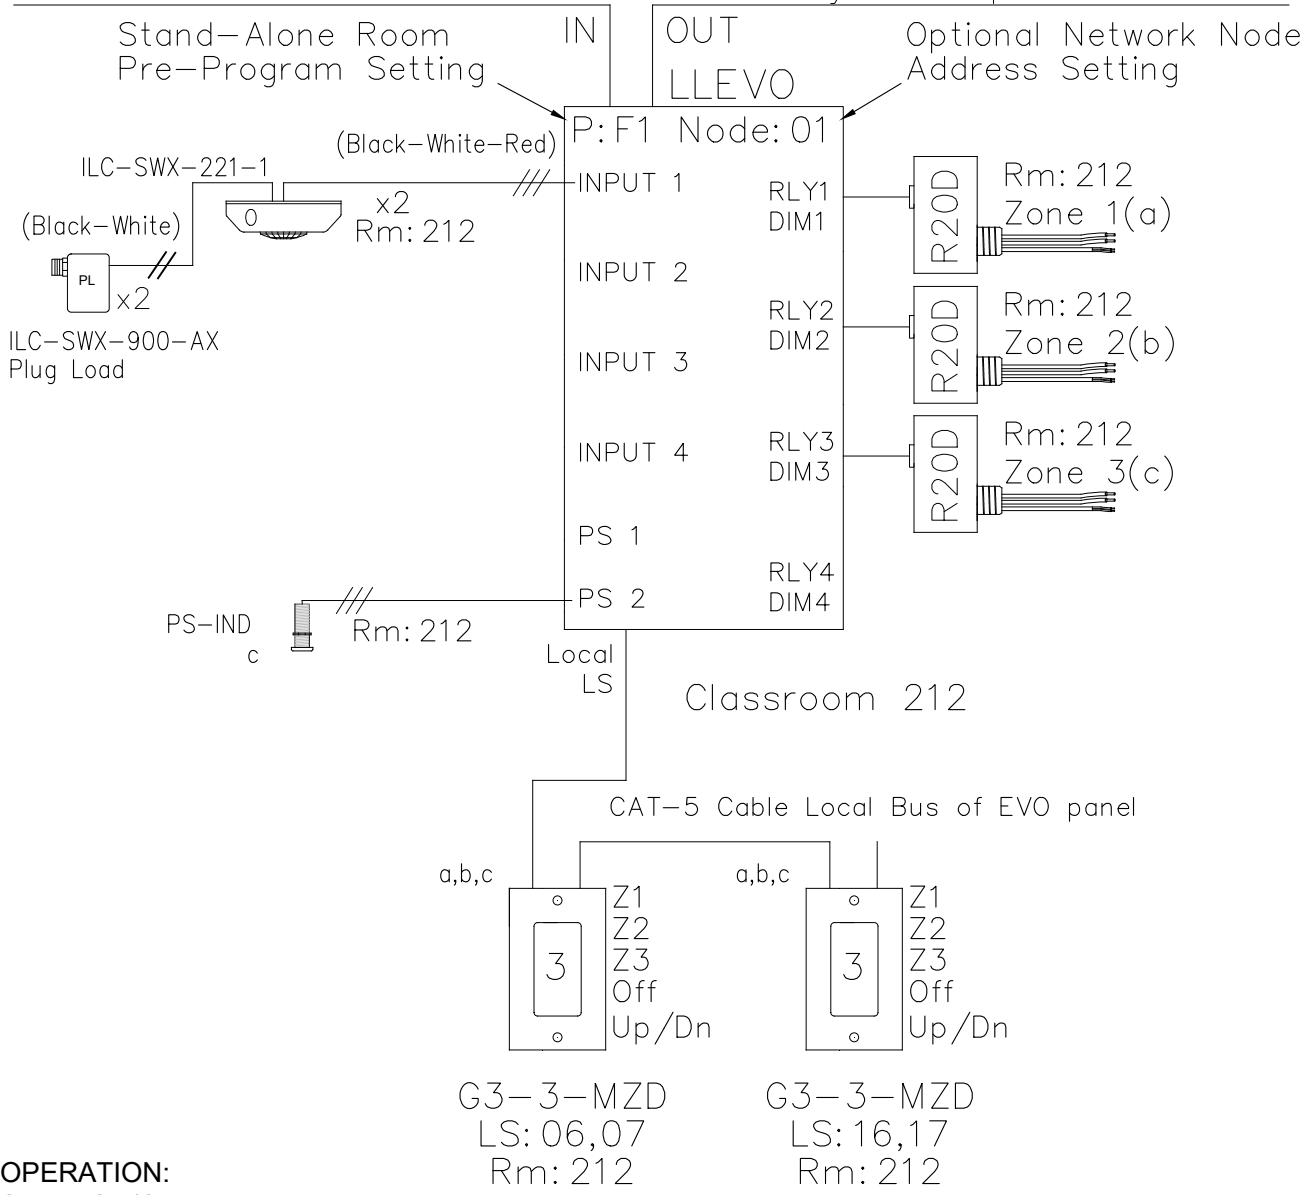 IN
OUT
Stand-Alone Room
Pre-Program Setting
Optional Network Node
Address Setting
LLEVO
P: F1 Node: 01
(Black-White-Red)
ILC-SWX-221-1
INPUT 1
x2
Rm: 212
(Black-White)
PL
x2
ILC-SWX-900-AX
Plug Load
INPUT 2
INPUT 3
INPUT 4
PS 1
PS 2
RLY1
DIM1
RLY2
DIM2
RLY3
DIM3
RLY4
DIM4
R20D
Rm: 212
Zone 1(a)
R20D
Rm: 212
Zone 2(b)
R20D
Rm: 212
Zone 3(c)
PS-IND
c
Rm: 212
Local
LS
Classroom 212
CAT-5 Cable Local Bus of EVO panel
a,b,c
3
Z1
Z2
Z3
Off
Up/Dn
G3-3-MZD
LS: 06,07
Rm: 212
a,b,c
3
Z1
Z2
Z3
Off
Up/Dn
G3-3-MZD
LS: 16,17
Rm: 212
OPERATION: